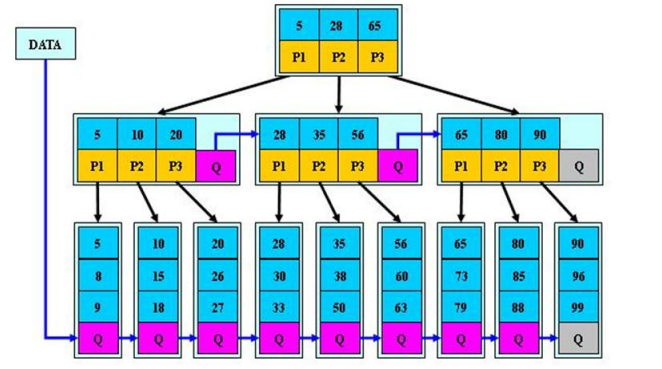 5 28 65
DATA
P1 P2 P3
5 10 20 28 35 56 65 80 90
P1 P2 P3 Q P1 P2 P3 Q P1 P2 P3 Q
5 10 20 28 35 56 65 80 90
8 15 26 30 38 60 73 85 96
9 18 27 33 50 63 79 88 99
Q Q Q Q Q Q Q Q Q